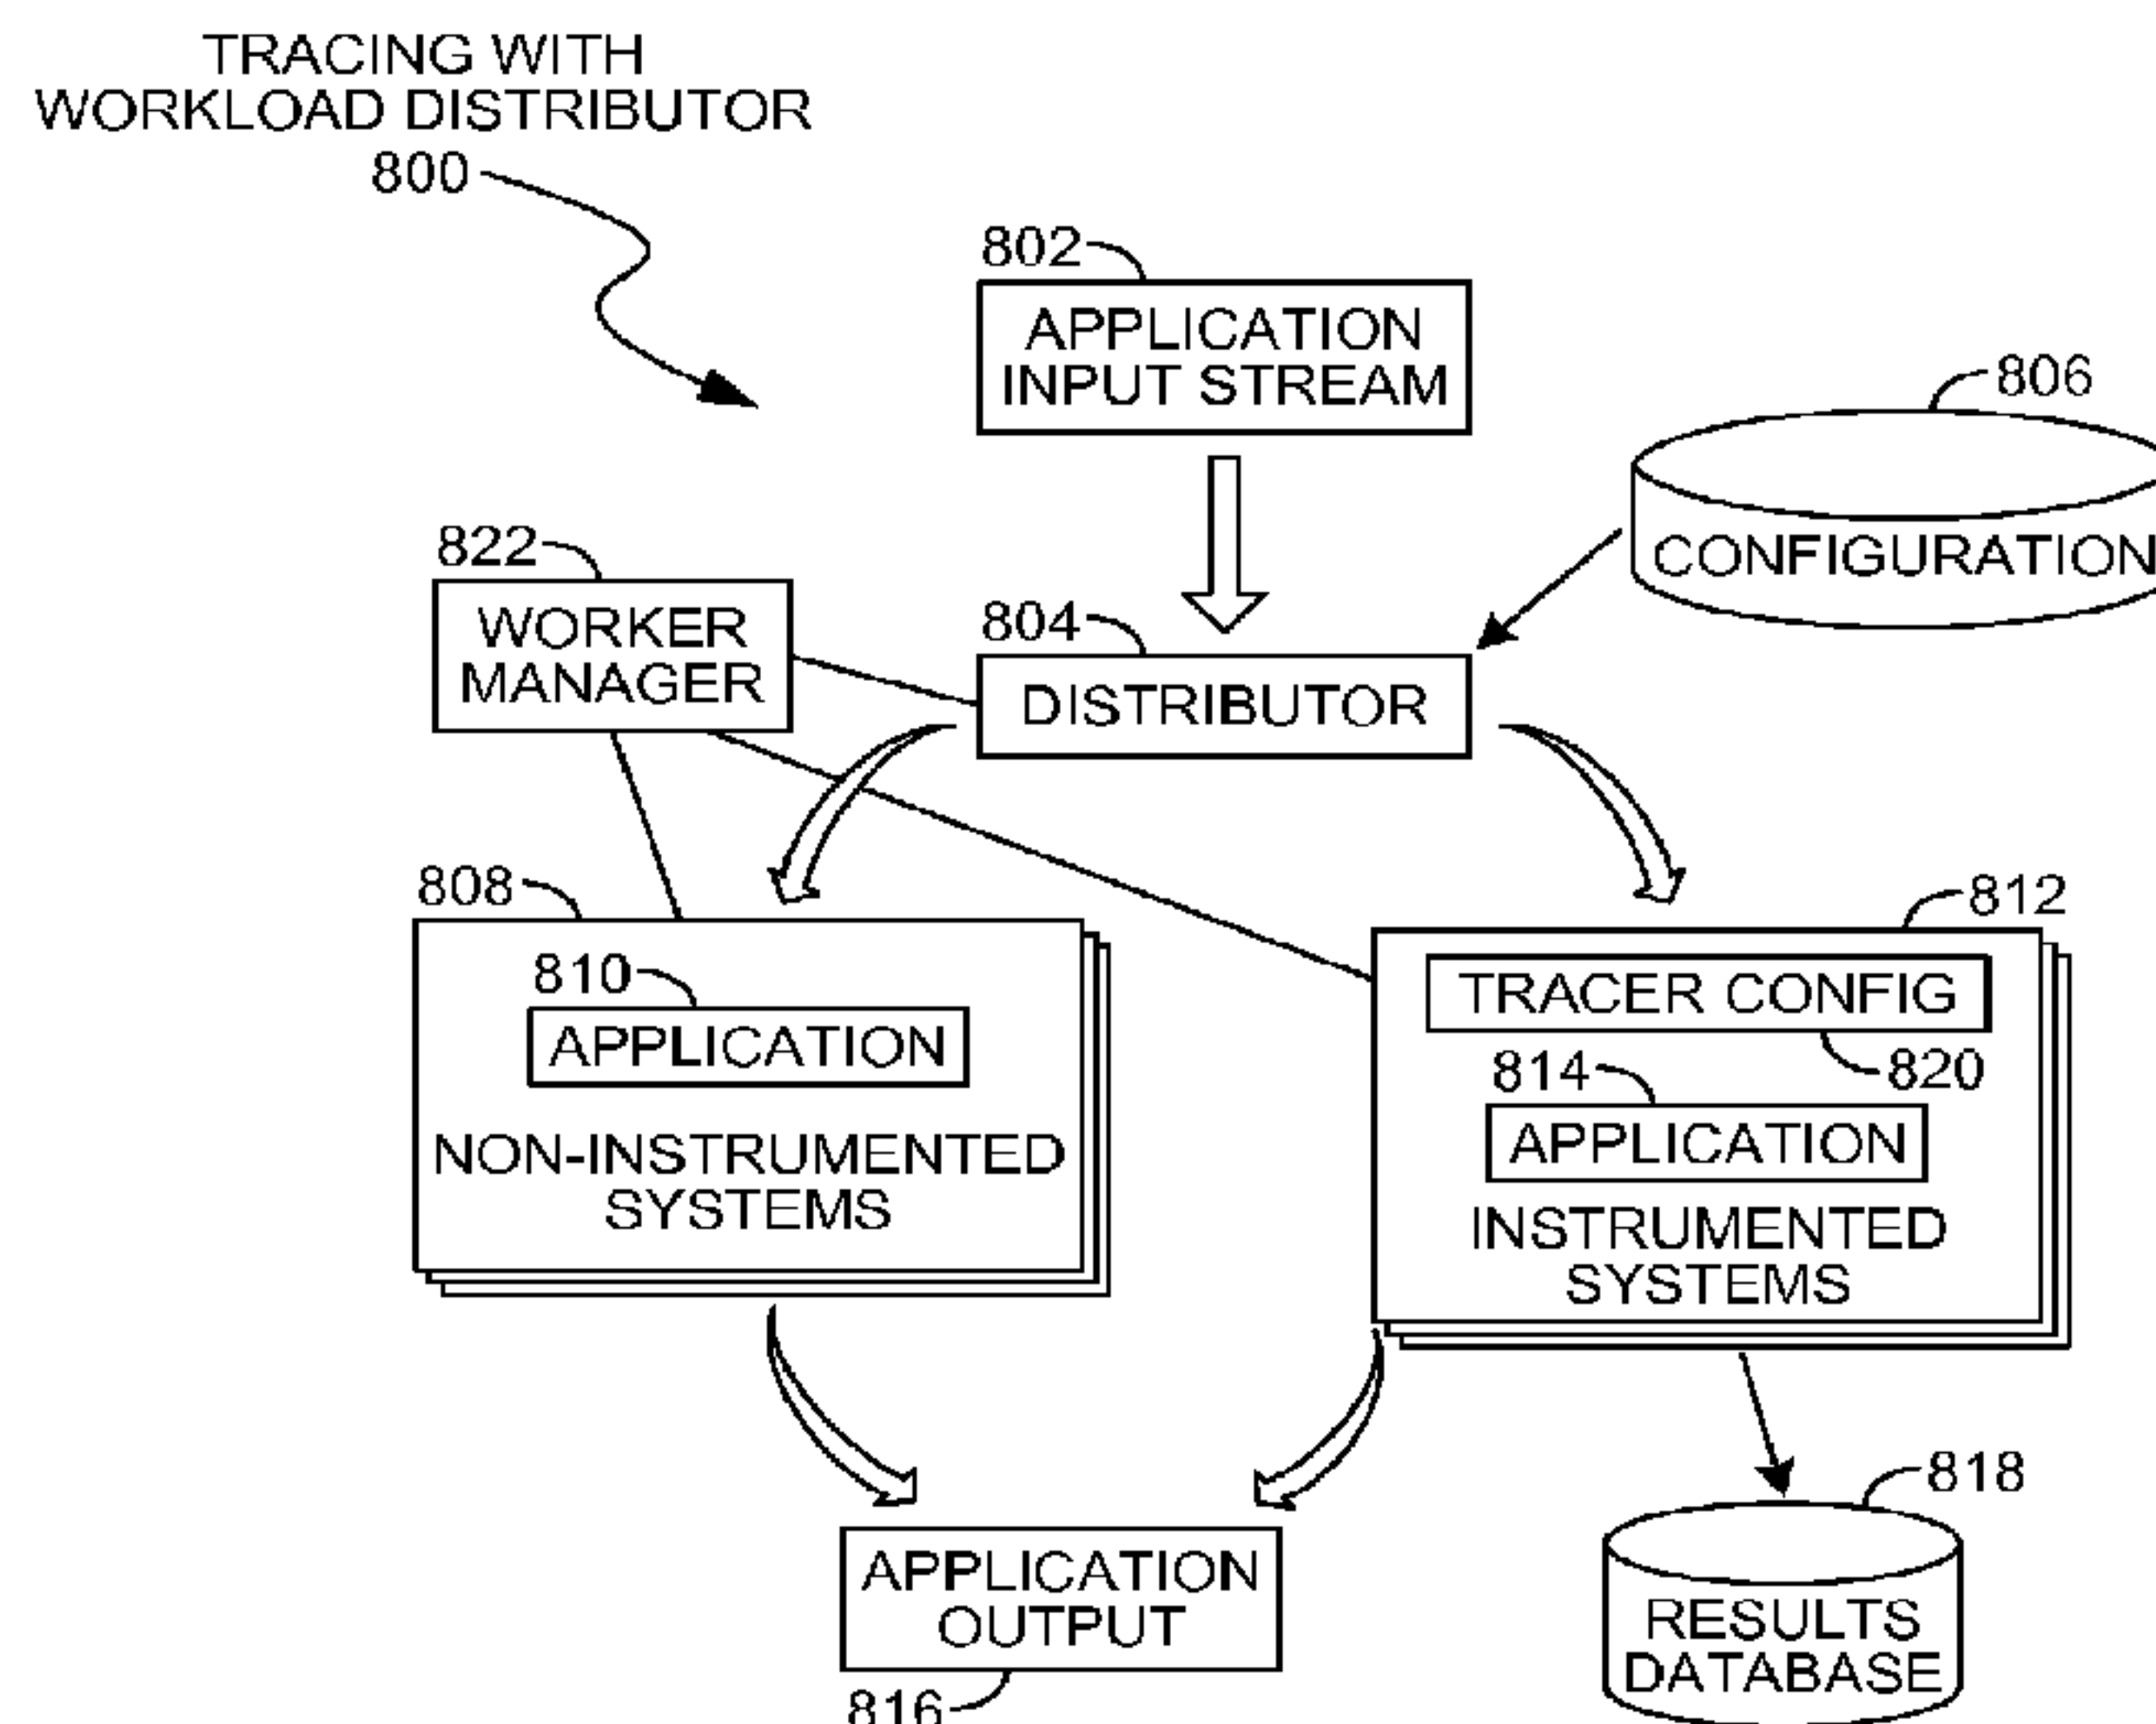 TRACING WITH
WORKLOAD DISTRIBUTOR
800
802
APPLICATION
INPUT STREAM
806
CONFIGURATION
822
WORKER
MANAGER
804
DISTRIBUTOR
808
810
APPLICATION
NON-INSTRUMENTED
SYSTEMS
812
TRACER CONFIG
820
814
APPLICATION
INSTRUMENTED
SYSTEMS
APPLICATION
OUTPUT
816
818
RESULTS
DATABASE